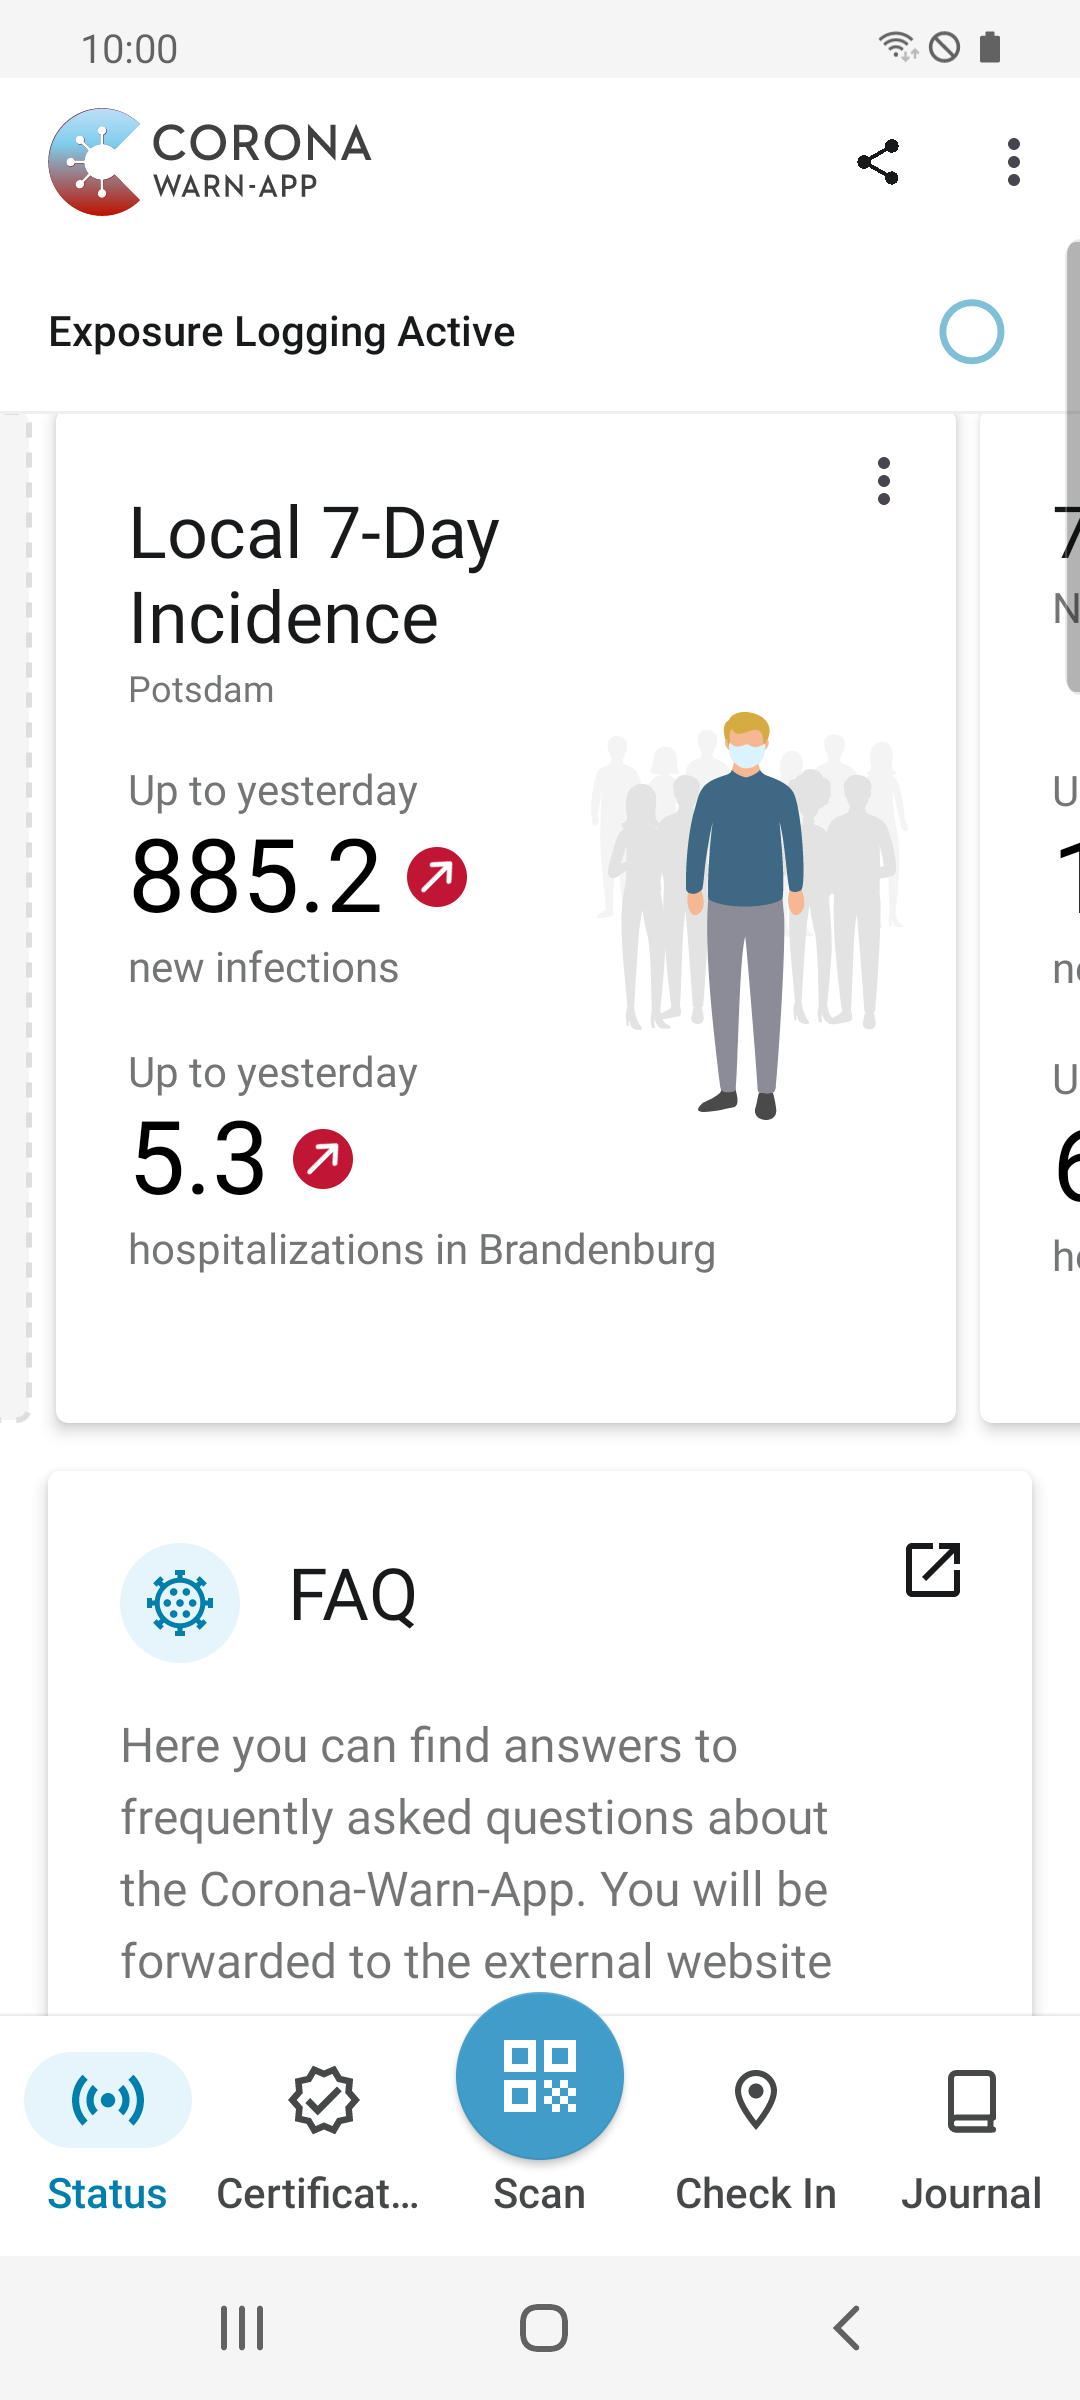 10:00
CORONA
WARN-APP
Exposure Logging Active
Local 7-Day
Incidence
Potsdam
Up to yesterday
885.2
new infections
Up to yesterday
5.3
hospitalizations in Brandenburg
FAQ
Here you can find answers to
frequently asked questions about
the Corona-Warn-App. You will be
forwarded to the external website
Status
Certificat...
Scan
Check In
Journal